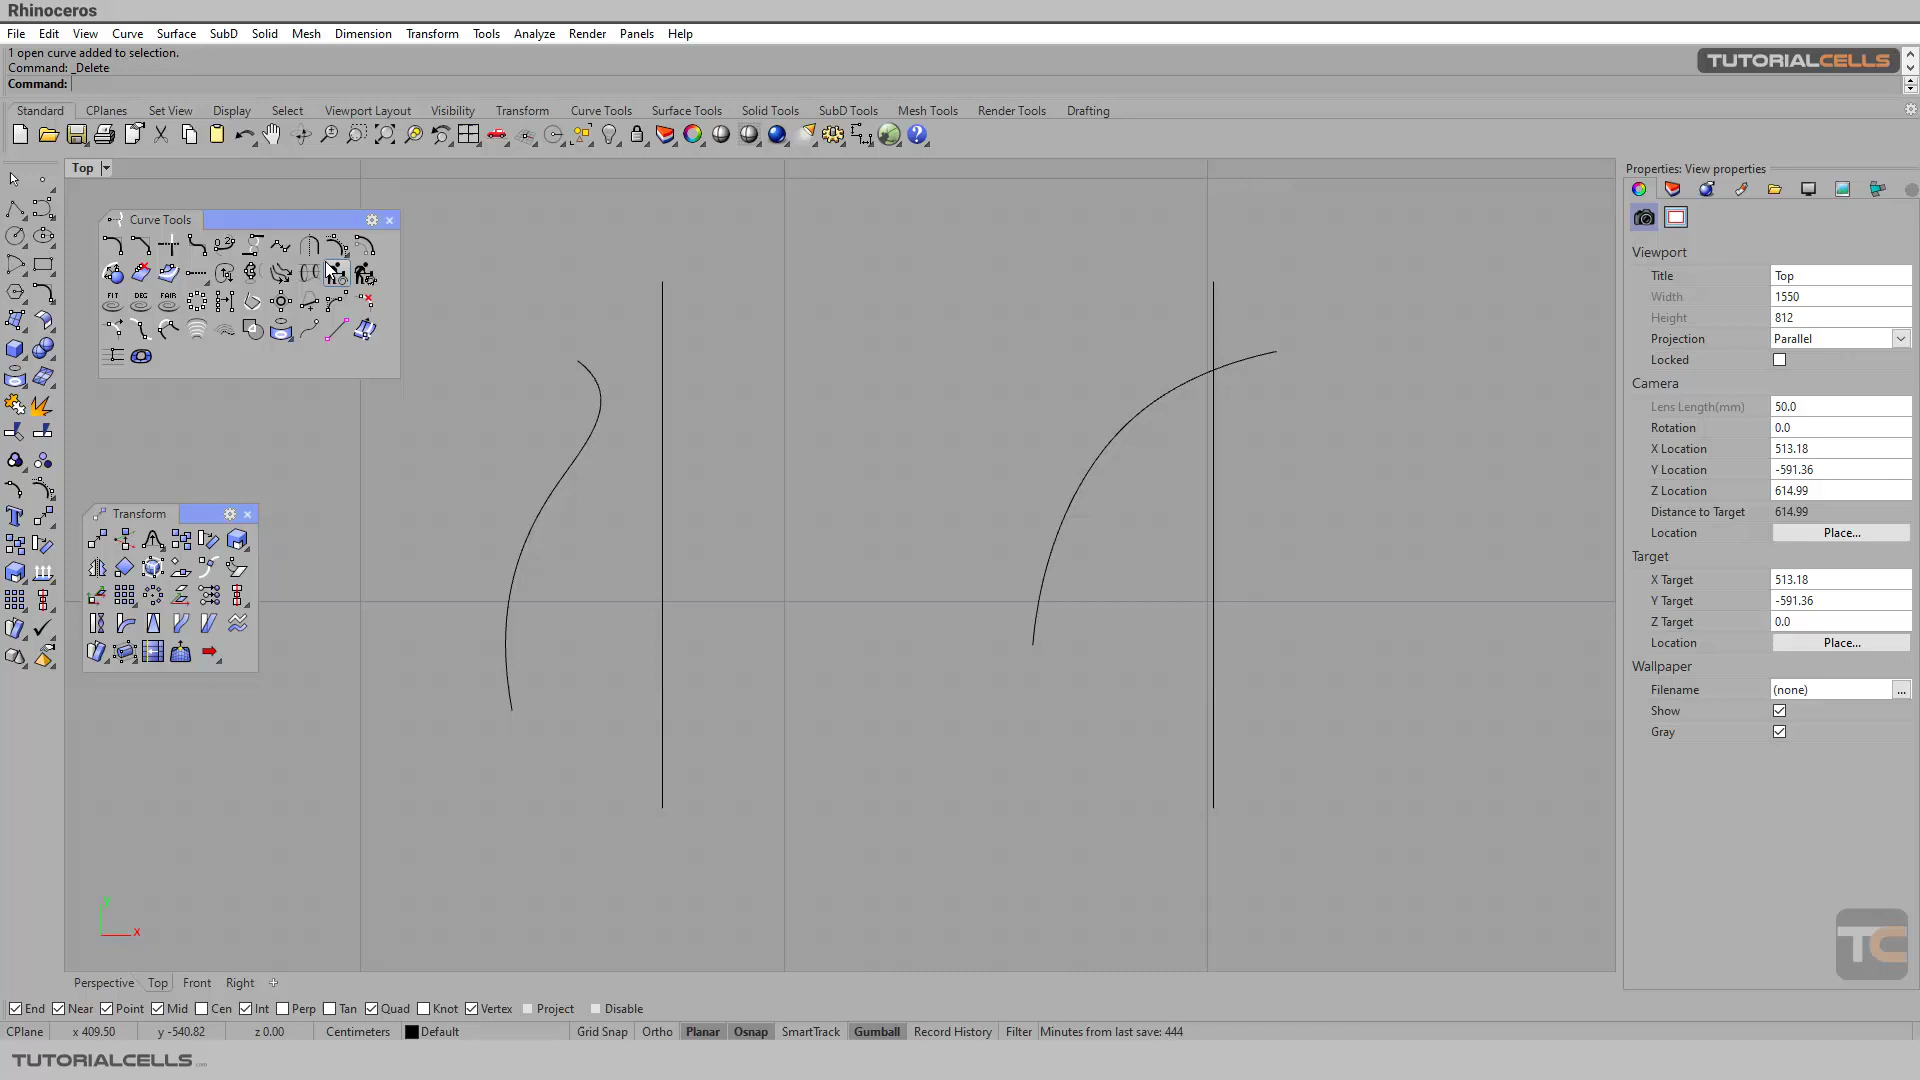 Rhinoceros
File Edit View Curve Surface SubD Solid Mesh Dimension Transform Tools Analyze Render Panels Help
1 open curve added to selection.
Command: _Delete
Command:
TUTORIALCELLS
Standard CPlanes Set View Display Select Viewport Layout Visibility Transform Curve Tools Surface Tools Solid Tools SubD Tools Mesh Tools Render Tools Drafting
Top
Curve Tools
FIT DEG FAIR
Transform
y
x
Properties: View properties
Viewport
Title Top
Width 1550
Height 812
Projection Parallel
Locked
Camera
Lens Length(mm) 50.0
Rotation 0.0
X Location 513.18
Y Location -591.36
Z Location 614.99
Distance to Target 614.99
Location Place...
Target
X Target 513.18
Y Target -591.36
Z Target 0.0
Location Place...
Wallpaper
Filename (none) ...
Show
Gray
TC
Perspective Top Front Right
End Near Point Mid Cen Int Perp Tan Quad Knot Vertex Project Disable
CPlane x 409.50 y -540.82 z 0.00 Centimeters Default Grid Snap Ortho Planar Osnap SmartTrack Gumball Record History Filter Minutes from last save: 444
TUTORIALCELLS